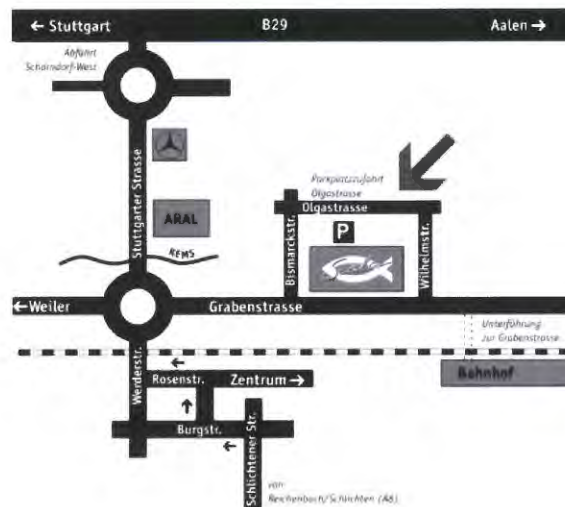 ← Stuttgart B29 Aalen →
Abfahrt
Schorndorf-West
Stuttgarter Strasse
ARAL
REMS
Parkplatzzufahrt
Olgastrasse
Olgastrasse
P
Bismarckstr.
Wilhelmstr.
←Weiler Grabenstrasse
Unterführung
zur Grabenstrasse
Bahnhof
Werderstr.
Rosenstr. Zentrum→
Burgstr.
Schlichtener Str.
von
Reichenbach/Schlichten (A8)